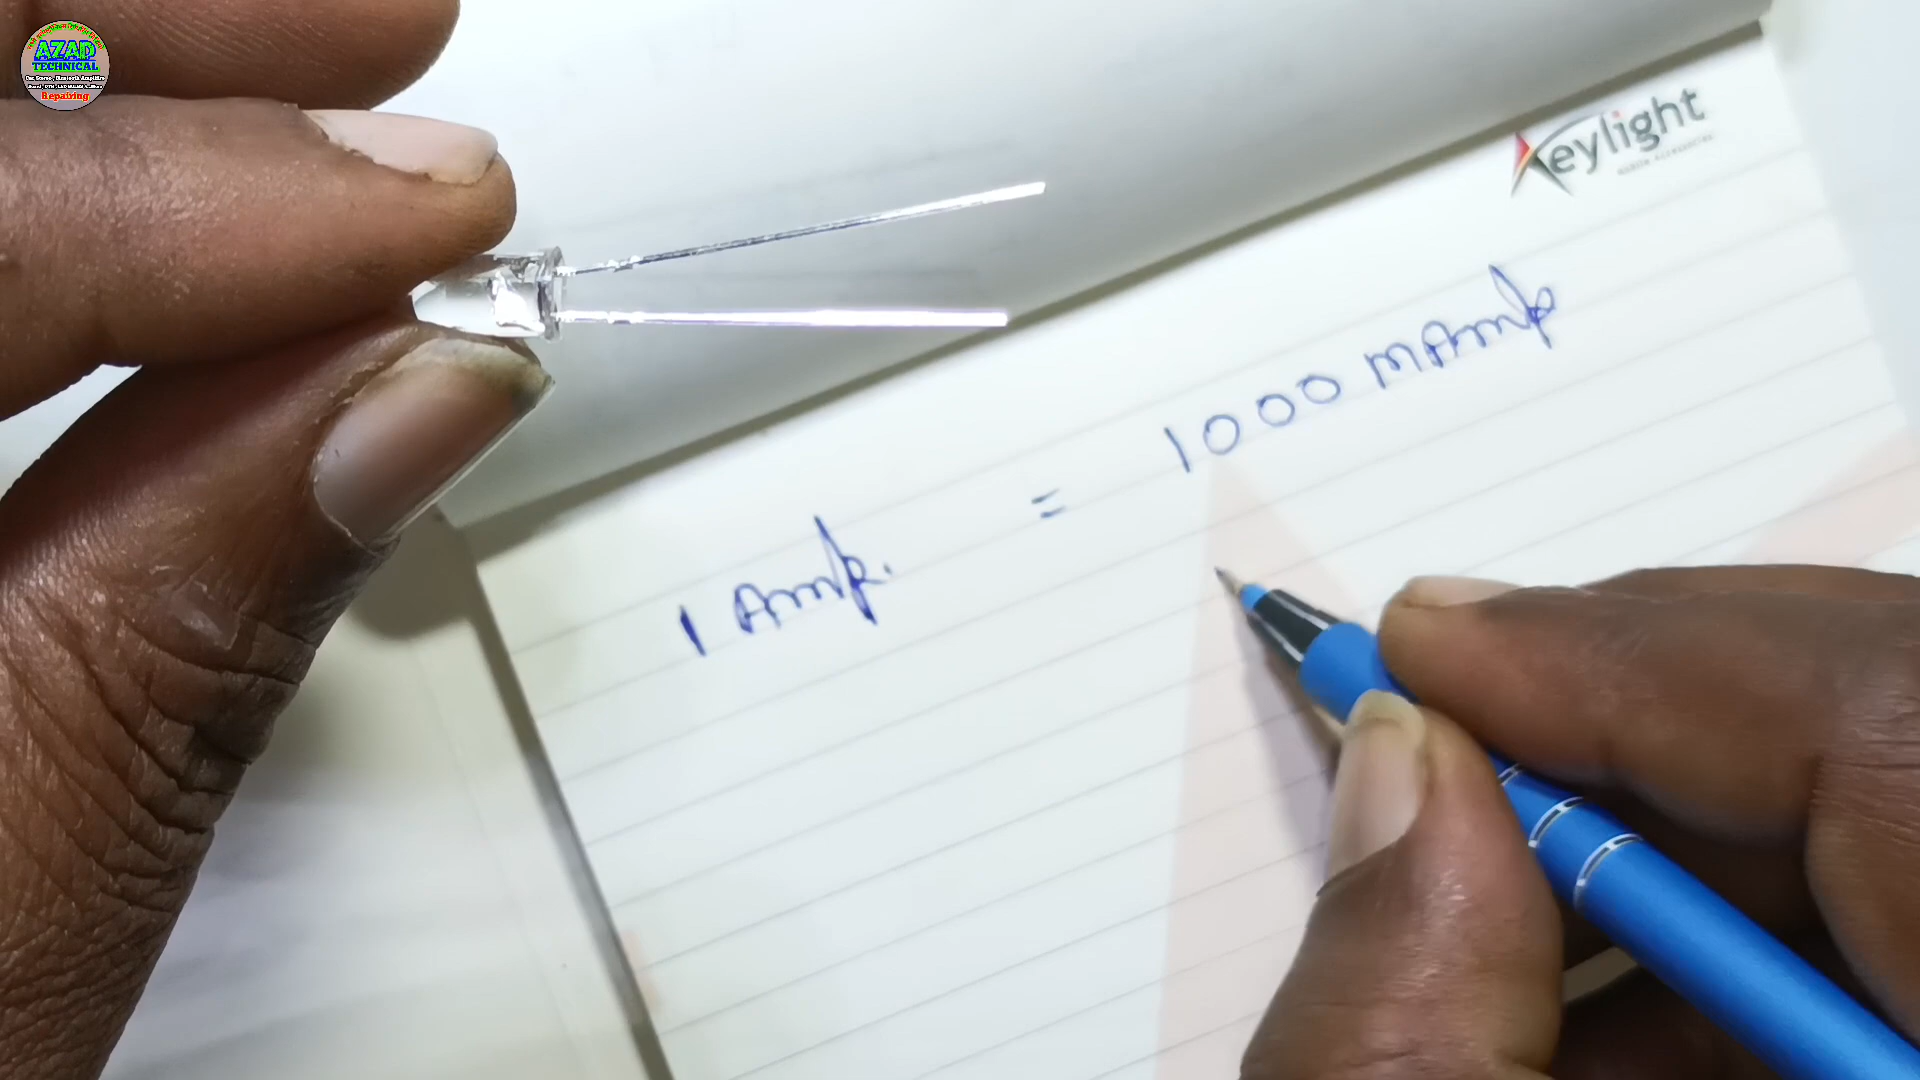 AZAD
TECHNICAL
Repairing
Keylight
1 Amp. = 1000 MAmp